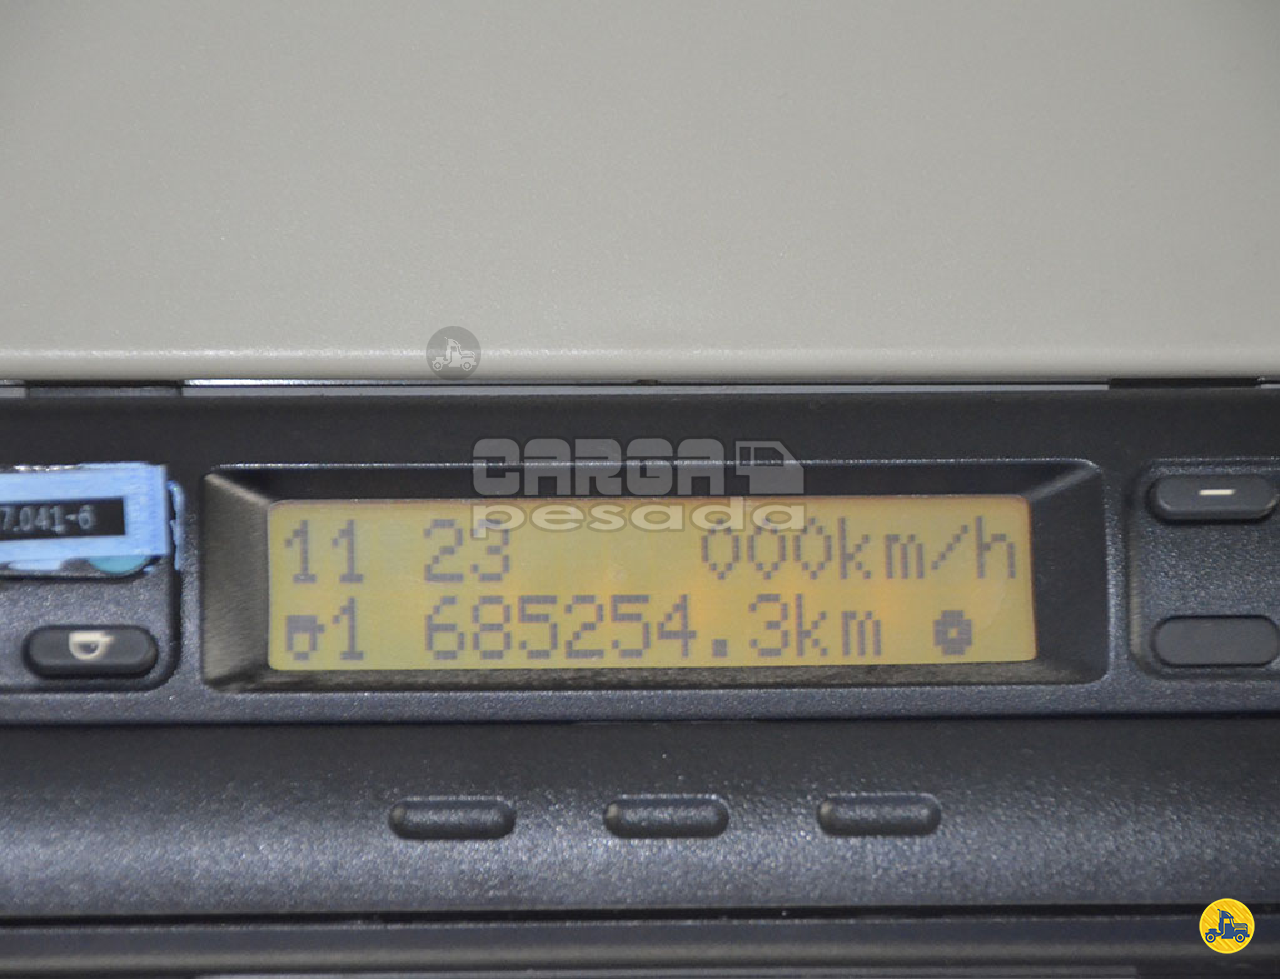 CARGA
pesada
7.041-6
11 23 000km/h
1 685254.3km